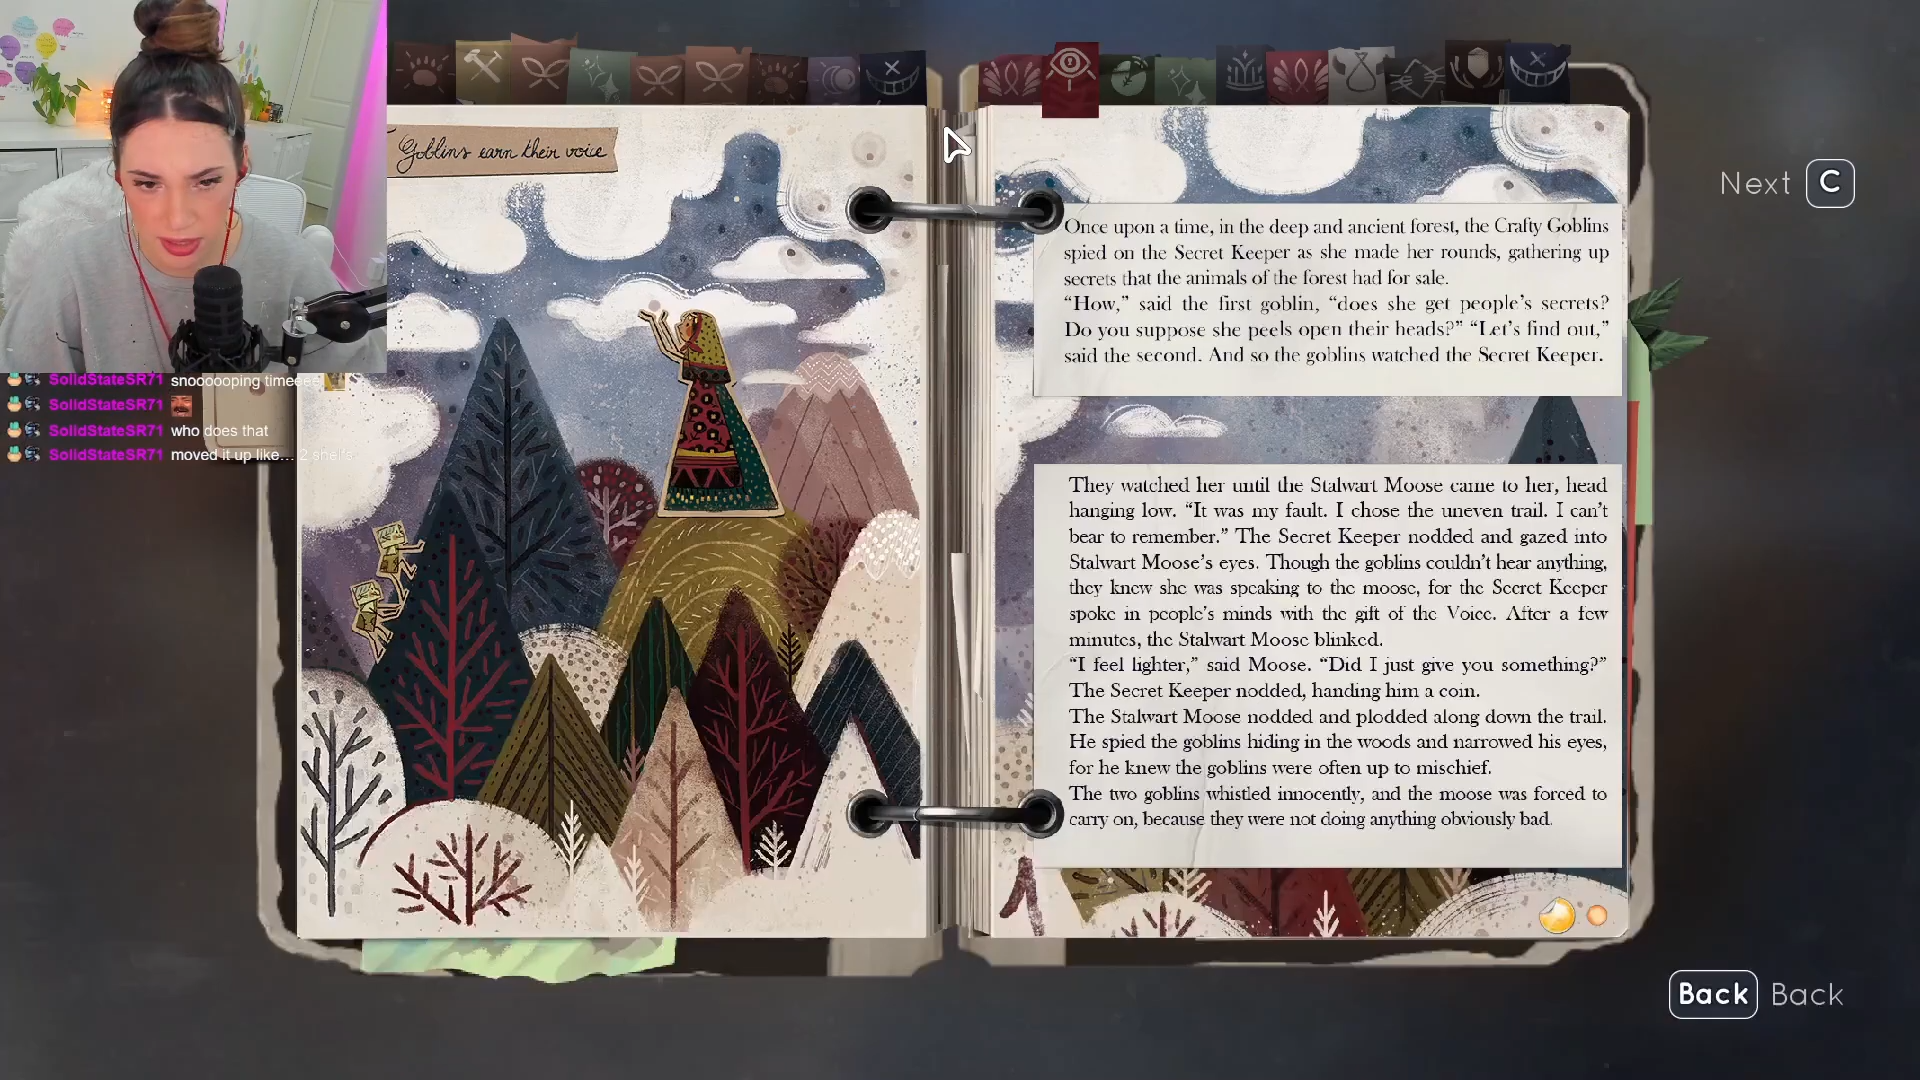 Goblins earn their voice
Next C
Once upon a time, in the deep and ancient forest, the Crafty Goblins
spied on the Secret Keeper as she made her rounds, gathering up
secrets that the animals of the forest had for sale.
“How,” said the first goblin, “does she get people’s secrets?
Do you suppose she peels open their heads?” “Let’s find out,”
said the second. And so the goblins watched the Secret Keeper.
SolidStateSR71 snoooooping timeeee
SolidStateSR71
SolidStateSR71 who does that
SolidStateSR71 moved it up like... 2 shelfs
They watched her until the Stalwart Moose came to her, head
hanging low. “It was my fault. I chose the uneven trail. I can’t
bear to remember.” The Secret Keeper nodded and gazed into
Stalwart Moose’s eyes. Though the goblins couldn’t hear anything,
they knew she was speaking to the moose, for the Secret Keeper
spoke in people’s minds with the gift of the Voice. After a few
minutes, the Stalwart Moose blinked.
“I feel lighter,” said Moose. “Did I just give you something?”
The Secret Keeper nodded, handing him a coin.
The Stalwart Moose nodded and plodded along down the trail.
He spied the goblins hiding in the woods and narrowed his eyes,
for he knew the goblins were often up to mischief.
The two goblins whistled innocently, and the moose was forced to
carry on, because they were not doing anything obviously bad.
Back Back